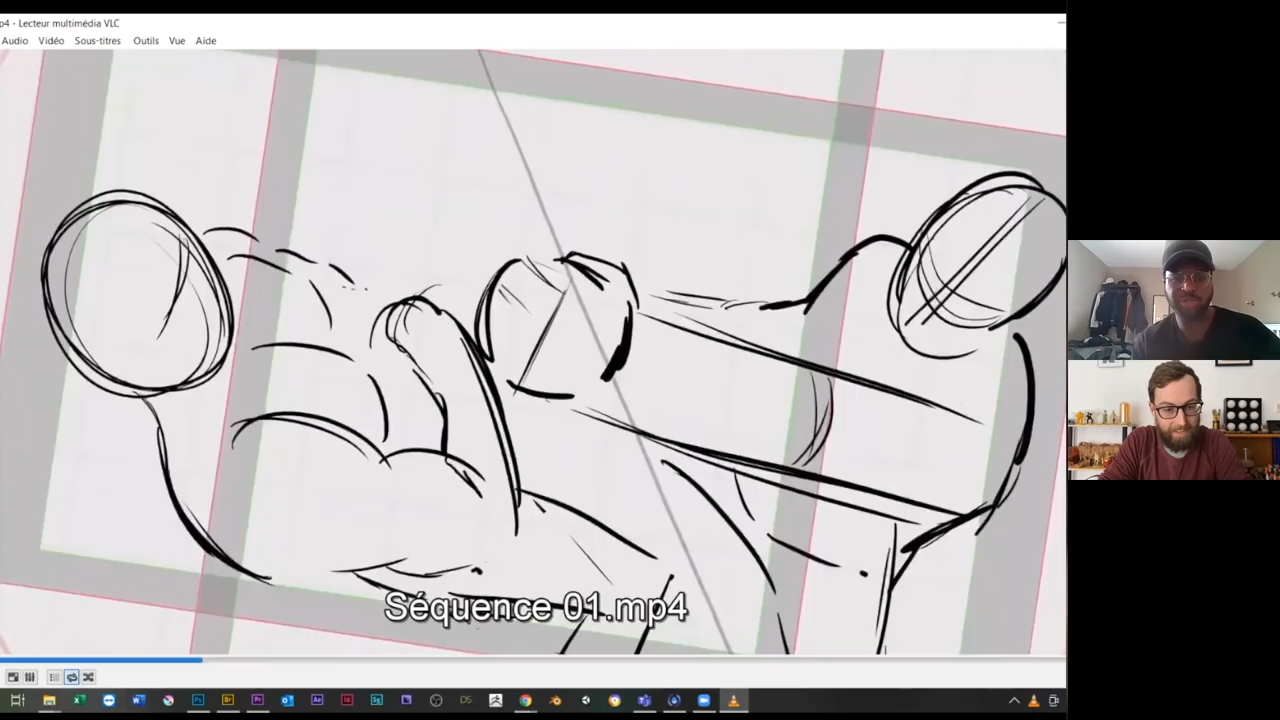 p4 - Lecteur multimédia VLC
Audio Vidéo Sous-titres Outils Vue Aide
Séquence 01.mp4